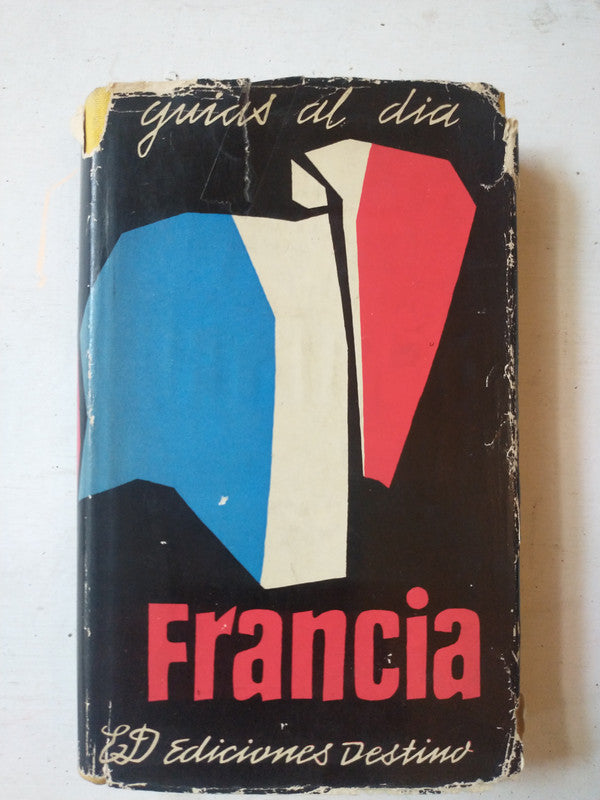 guias al dia
Francia
ED Ediciones Destino